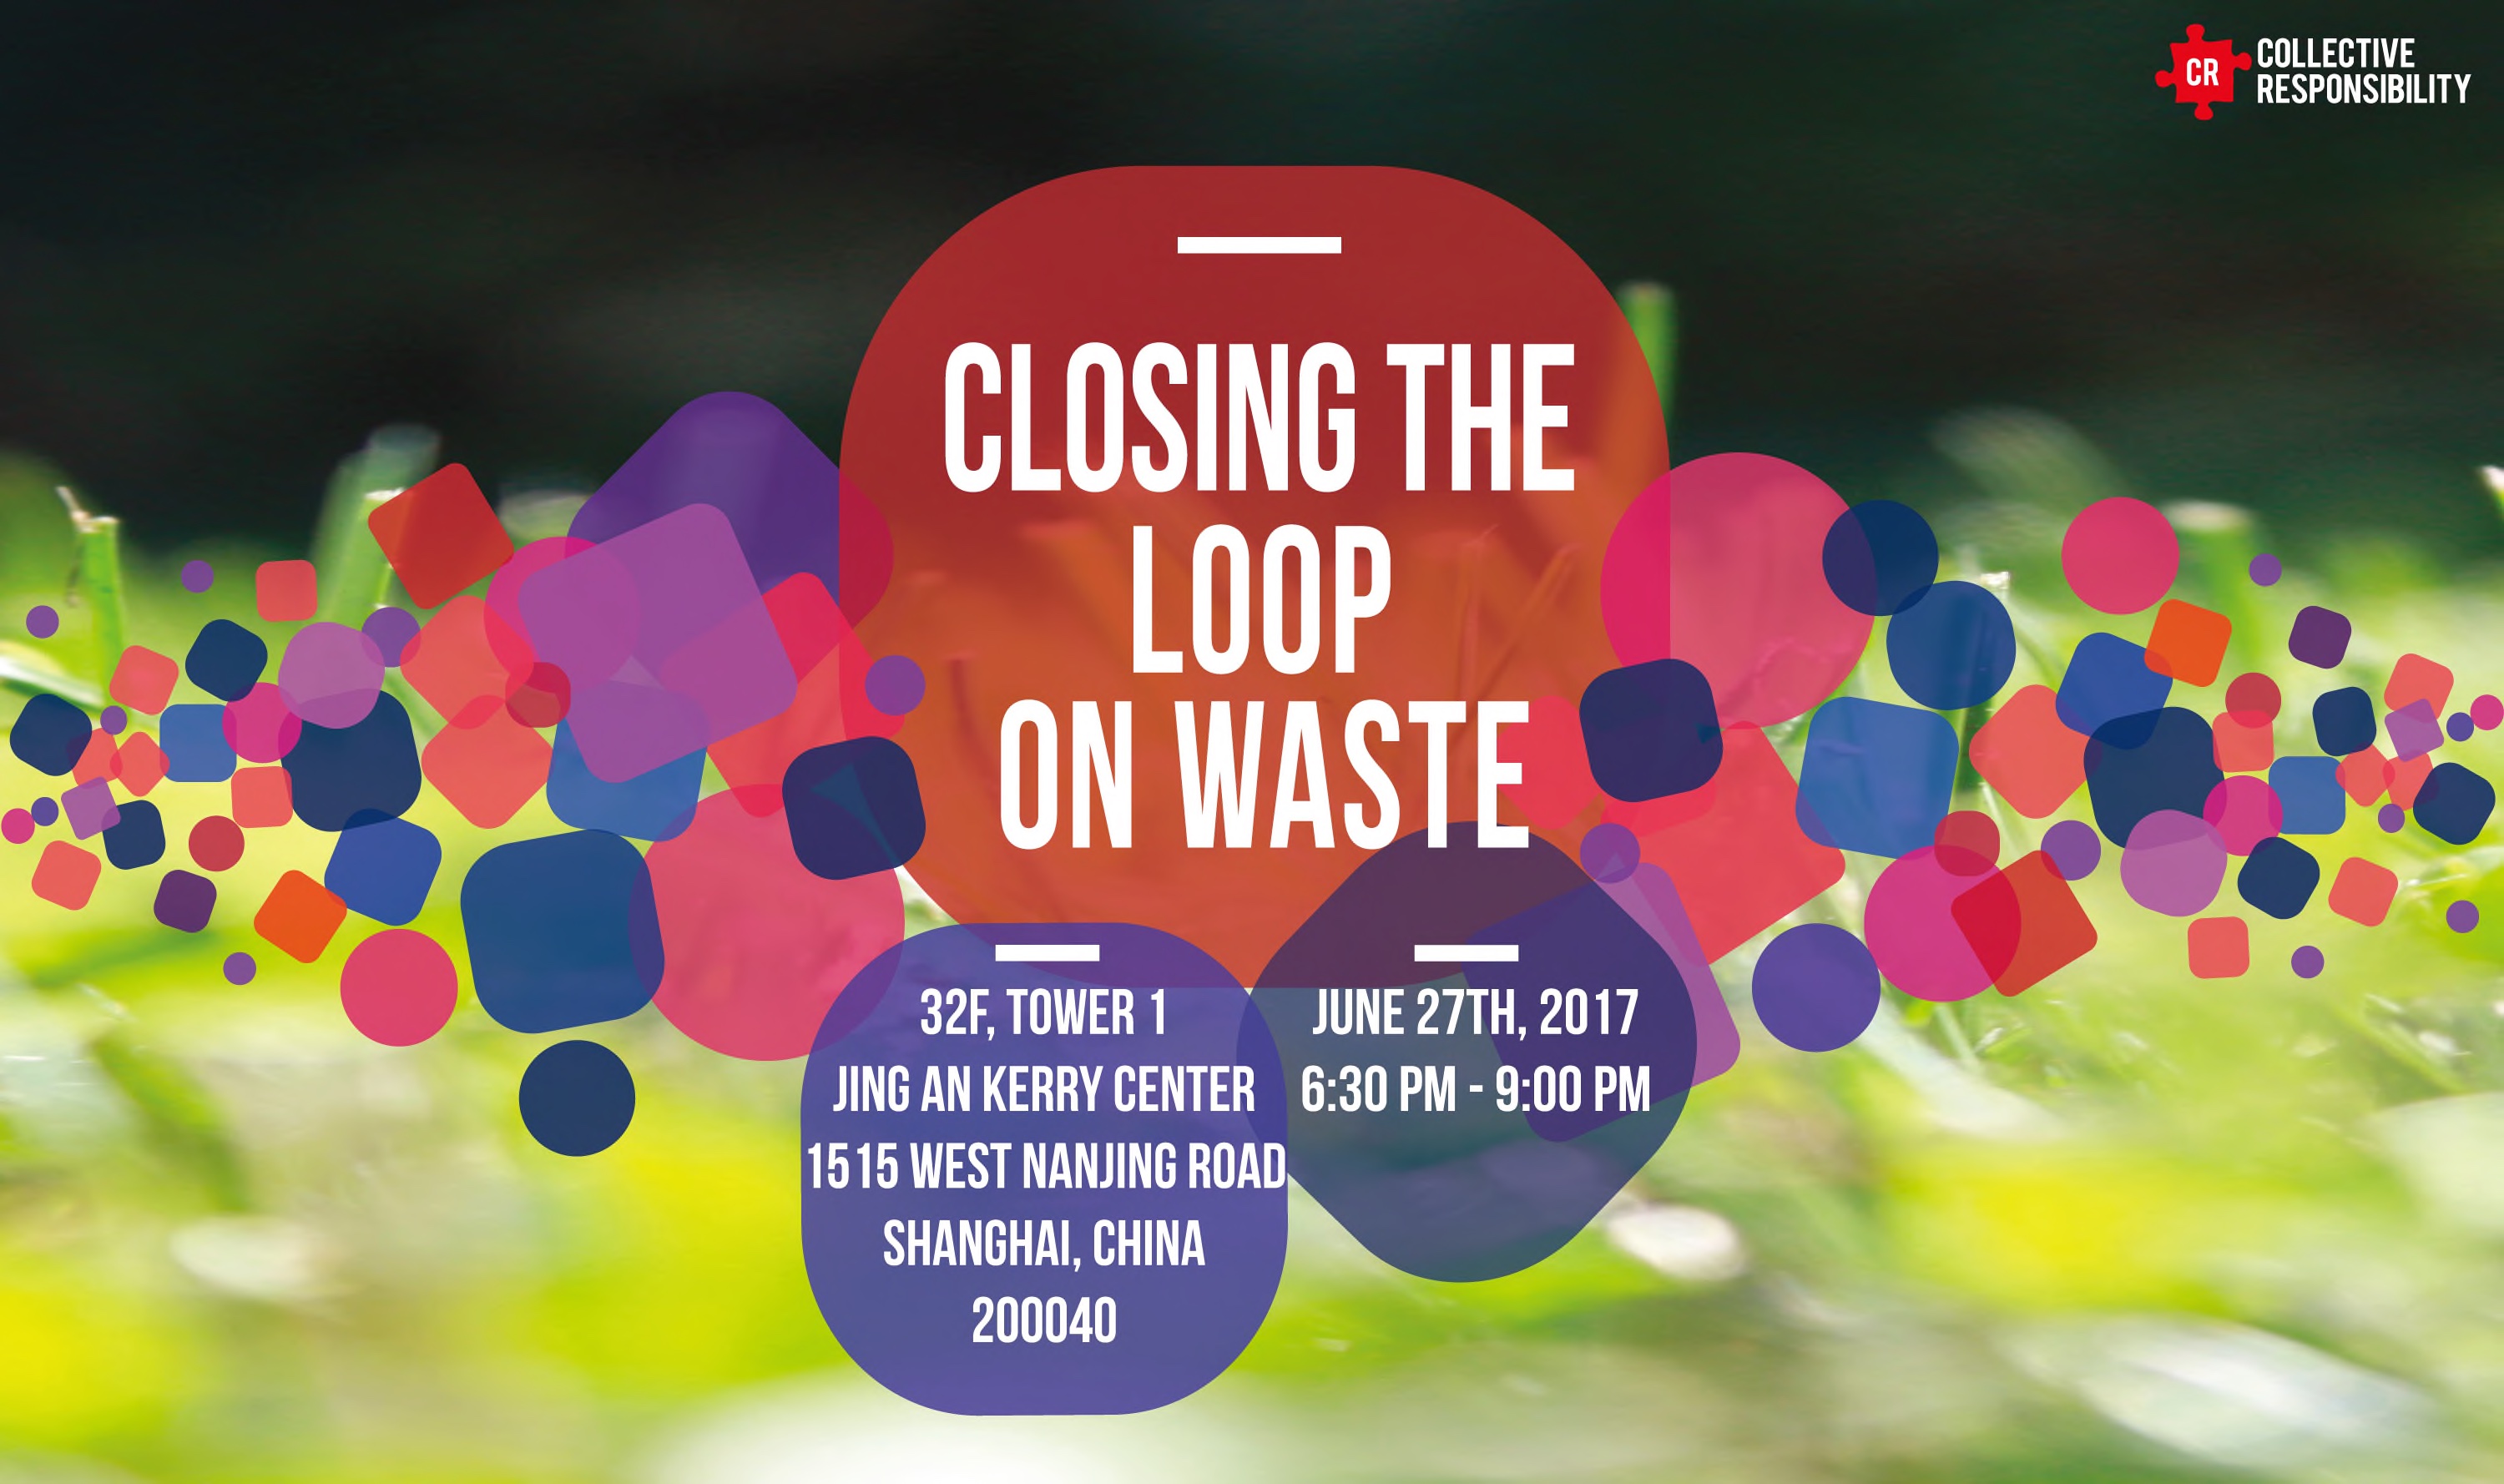 CR
COLLECTIVE
RESPONSIBILITY
CLOSING THE
LOOP
ON WASTE
32F, TOWER 1
JING AN KERRY CENTER
1515 WEST NANJING ROAD
SHANGHAI, CHINA
200040
JUNE 27TH, 2017
6:30 PM - 9:00 PM